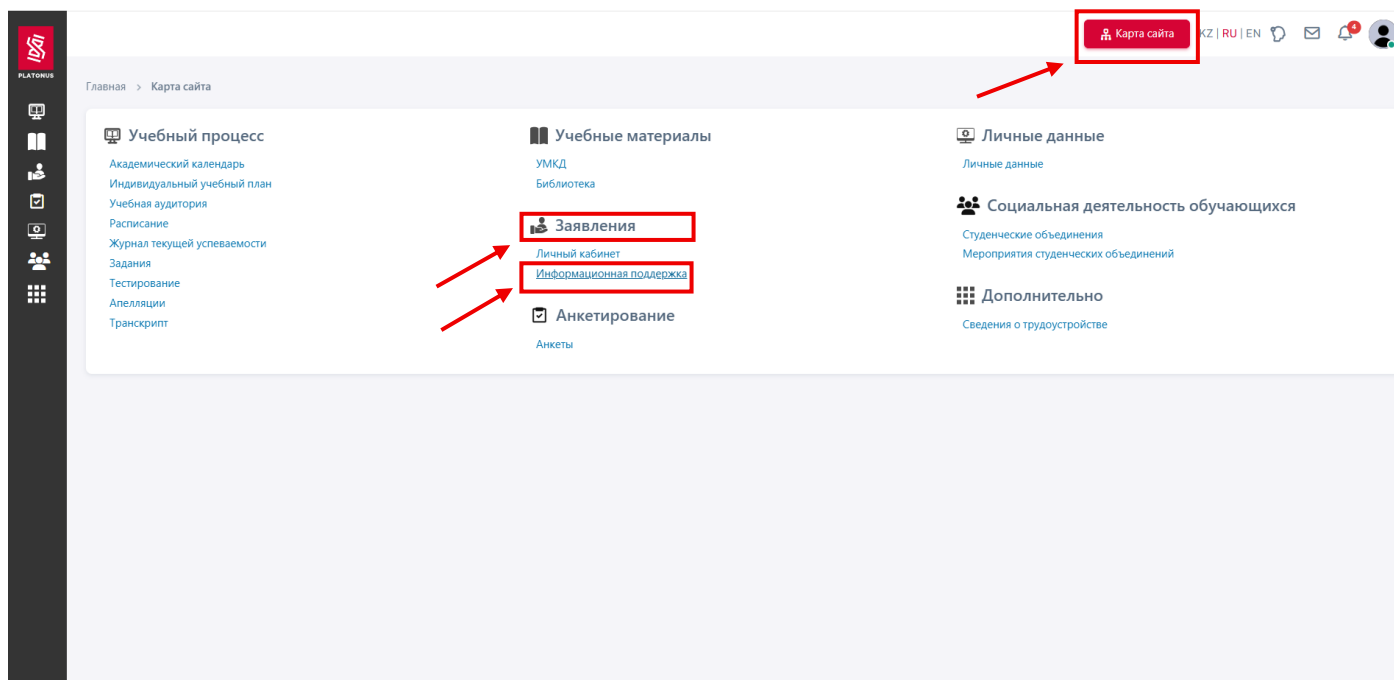 PLATONUS
Карта сайта
KZ | RU | EN
4
Главная > Карта сайта
Учебный процесс
Академический календарь
Индивидуальный учебный план
Учебная аудитория
Расписание
Журнал текущей успеваемости
Задания
Тестирование
Апелляции
Транскрипт
Учебные материалы
УМКД
Библиотека
Заявления
Личный кабинет
Информационная поддержка
Анкетирование
Анкеты
Личные данные
Личные данные
Социальная деятельность обучающихся
Студенческие объединения
Мероприятия студенческих объединений
Дополнительно
Сведения о трудоустройстве